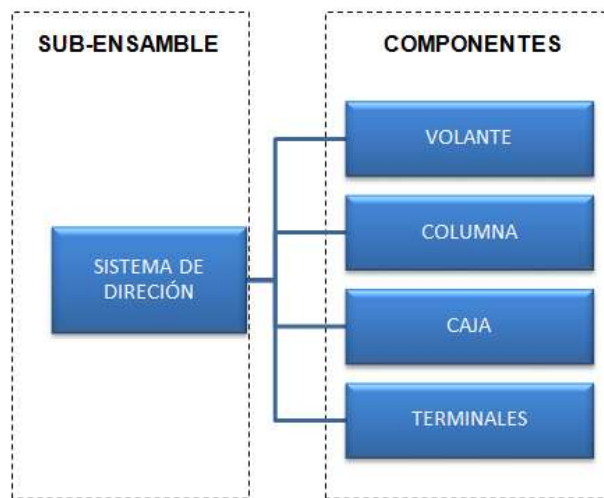 SUB-ENSAMBLE
COMPONENTES
VOLANTE
COLUMNA
SISTEMA DE
DIRECIÓN
CAJA
TERMINALES